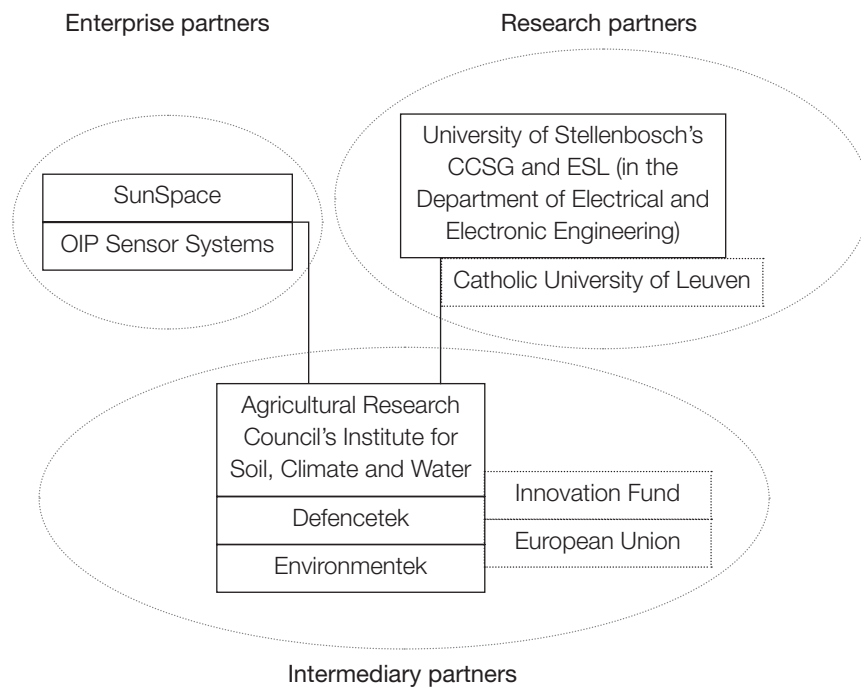 Enterprise partners
Research partners
SunSpace
OIP Sensor Systems
University of Stellenbosch’s
CCSG and ESL (in the
Department of Electrical and
Electronic Engineering)
Catholic University of Leuven
Agricultural Research
Council’s Institute for
Soil, Climate and Water
Defencetek
Environmentek
Innovation Fund
European Union
Intermediary partners